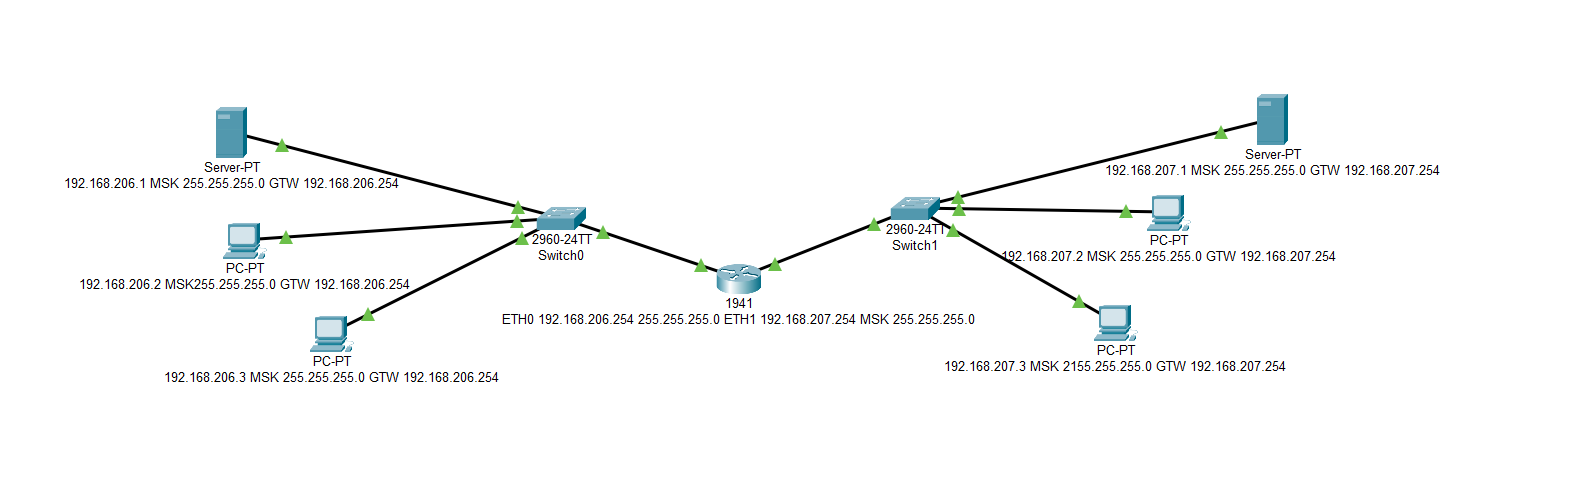 Server-PT
192.168.206.1 MSK 255.255.255.0 GTW 192.168.206.254
PC-PT
192.168.206.2 MSK255.255.255.0 GTW 192.168.206.254
PC-PT
192.168.206.3 MSK 255.255.255.0 GTW 192.168.206.254
2960-24TT
Switch0
1941
ETH0 192.168.206.254 255.255.255.0 ETH1 192.168.207.254 MSK 255.255.255.0
2960-24TT
Switch1
Server-PT
192.168.207.1 MSK 255.255.255.0 GTW 192.168.207.254
PC-PT
192.168.207.2 MSK 255.255.255.0 GTW 192.168.207.254
PC-PT
192.168.207.3 MSK 2155.255.255.0 GTW 192.168.207.254